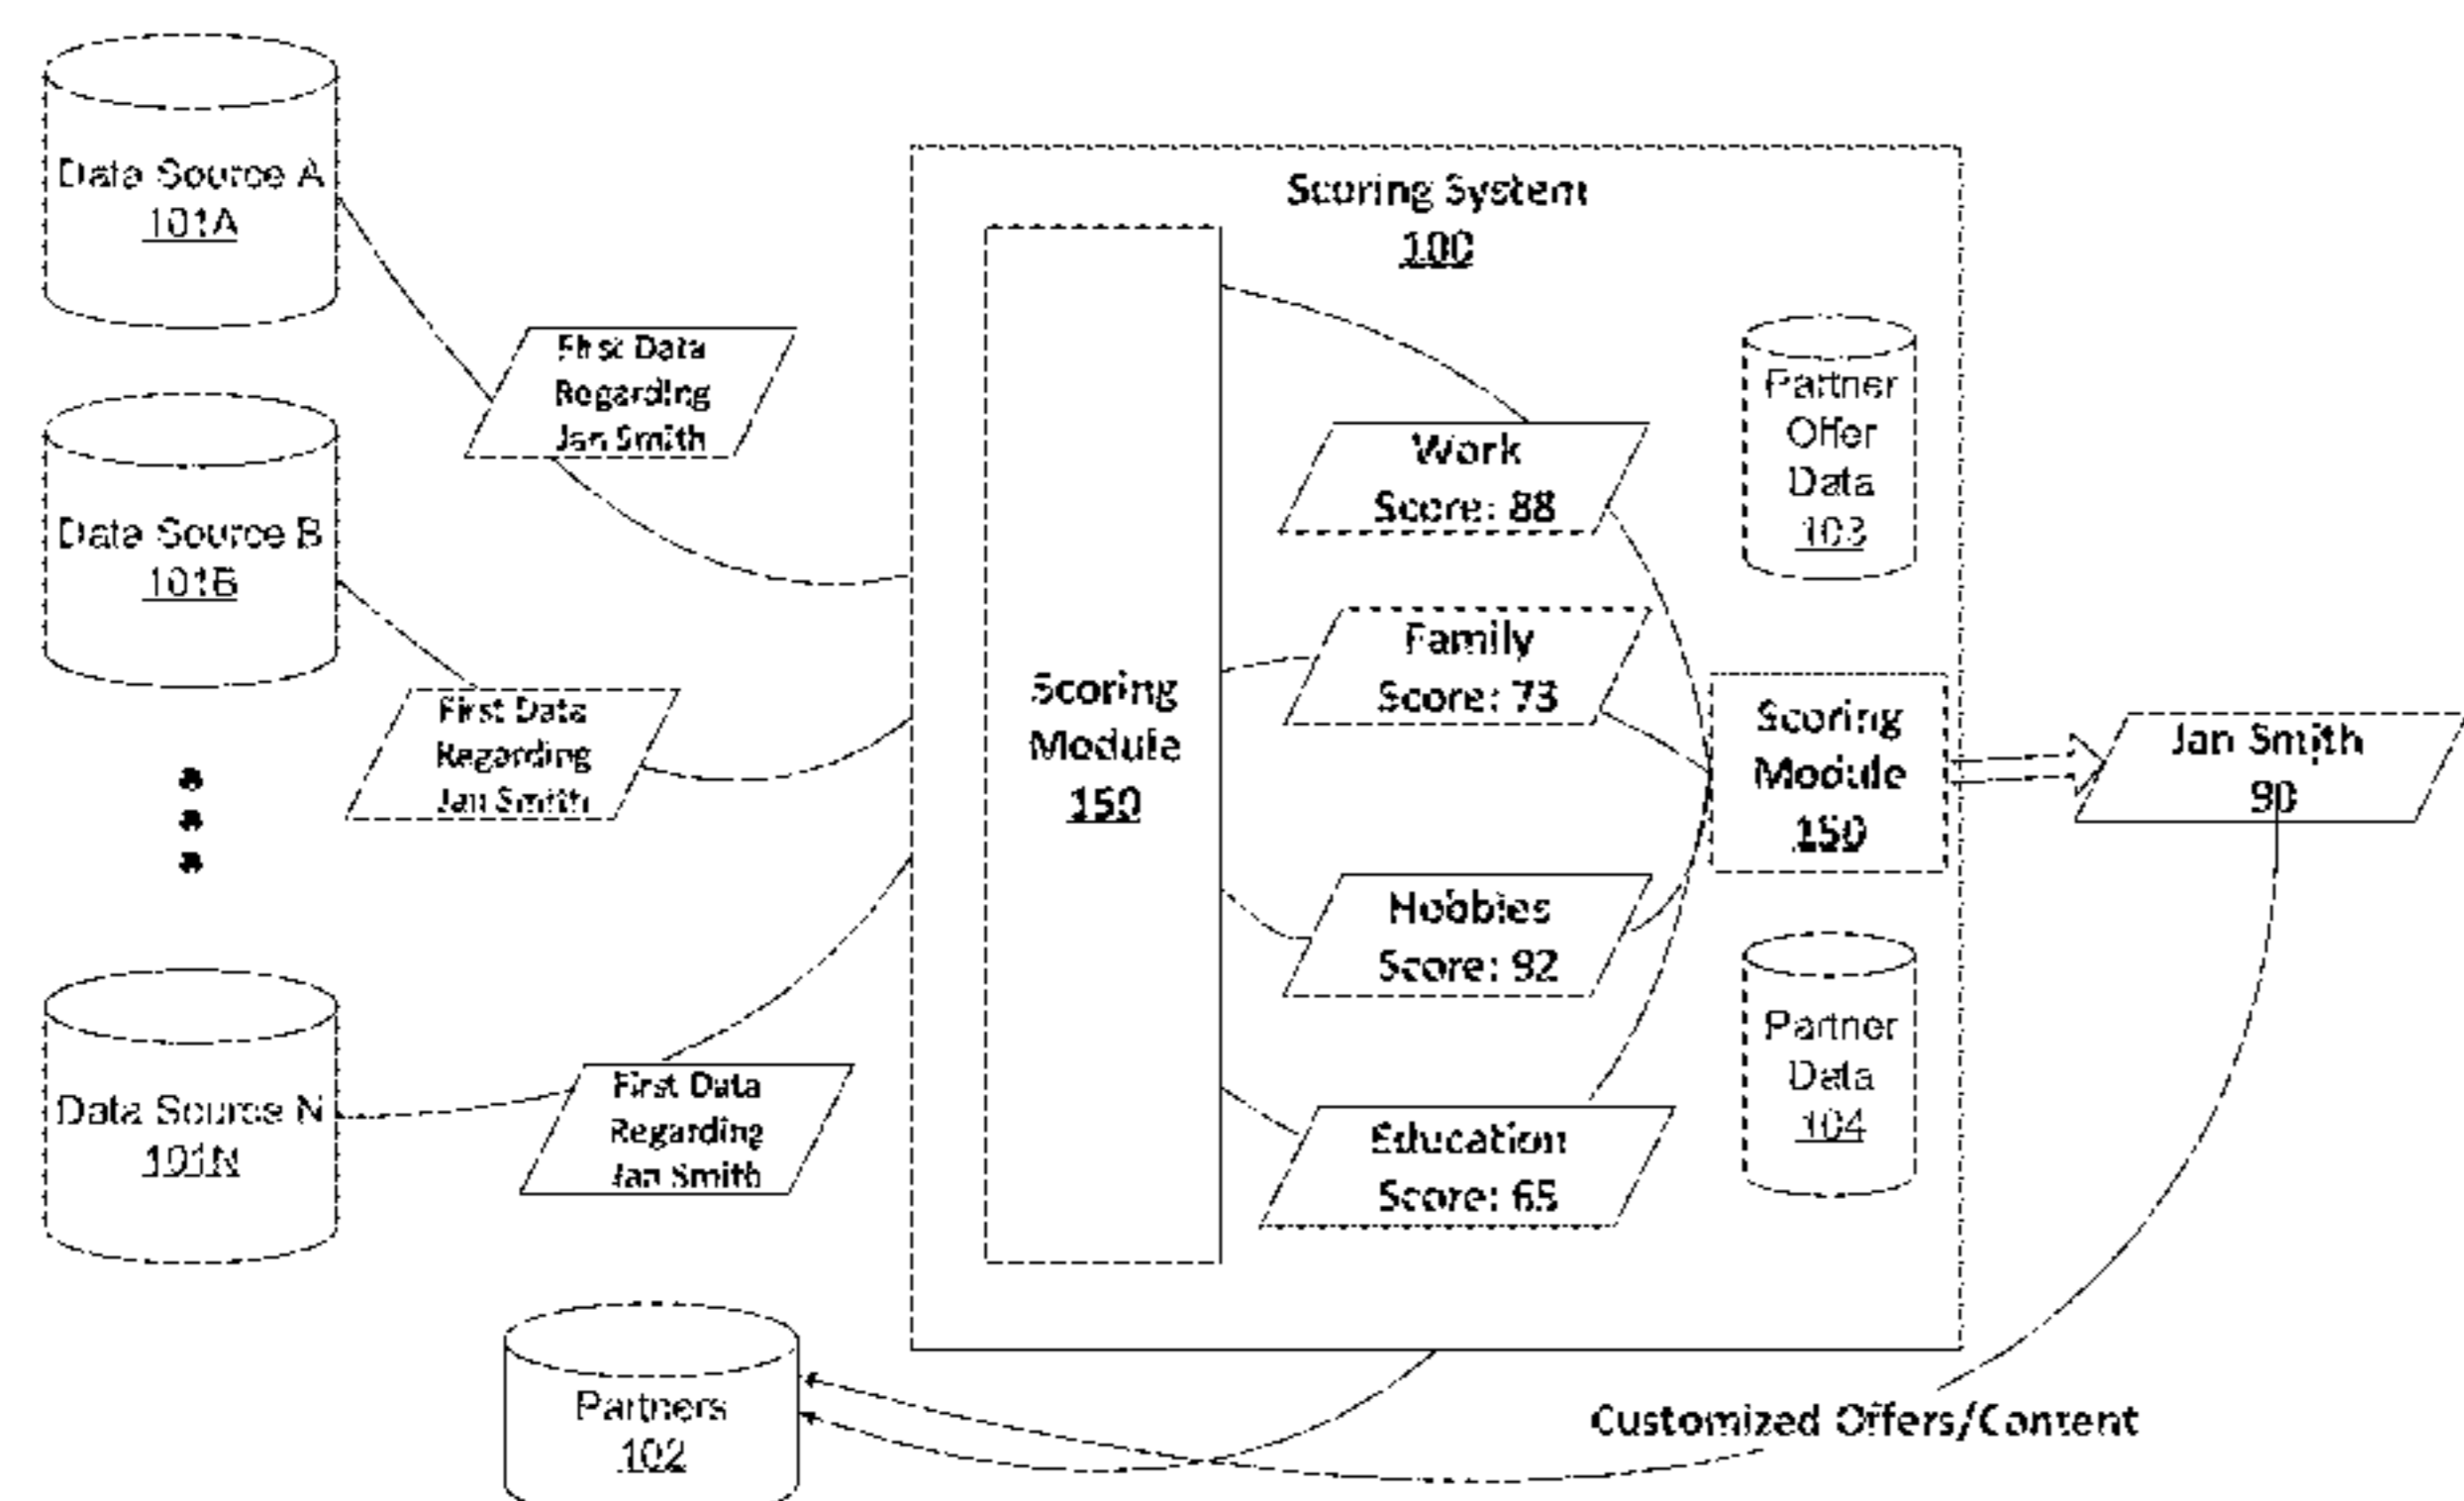 Data Source A
101A
First Data
Regarding
Jan Smith
Data Source B
101B
First Data
Regarding
Jan Smith
Data Source N
101N
First Data
Regarding
Jan Smith
Partners
102
Scoring System
100
Scoring
Module
150
Work
Score: 88
Family
Score: 73
Hobbies
Score: 92
Education
Score: 65
Partner
Offer
Data
103
Scoring
Module
150
Partner
Data
104
Jan Smith
90
Customized Offers/Content